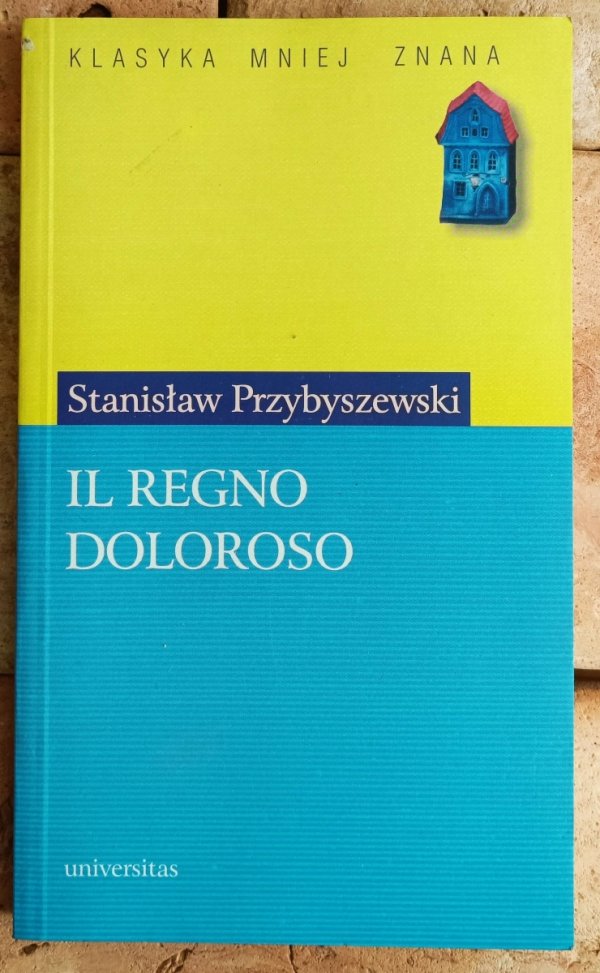 KLASYKA MNIEJ ZNANA
Stanisław Przybyszewski
IL REGNO
DOLOROSO
universitas